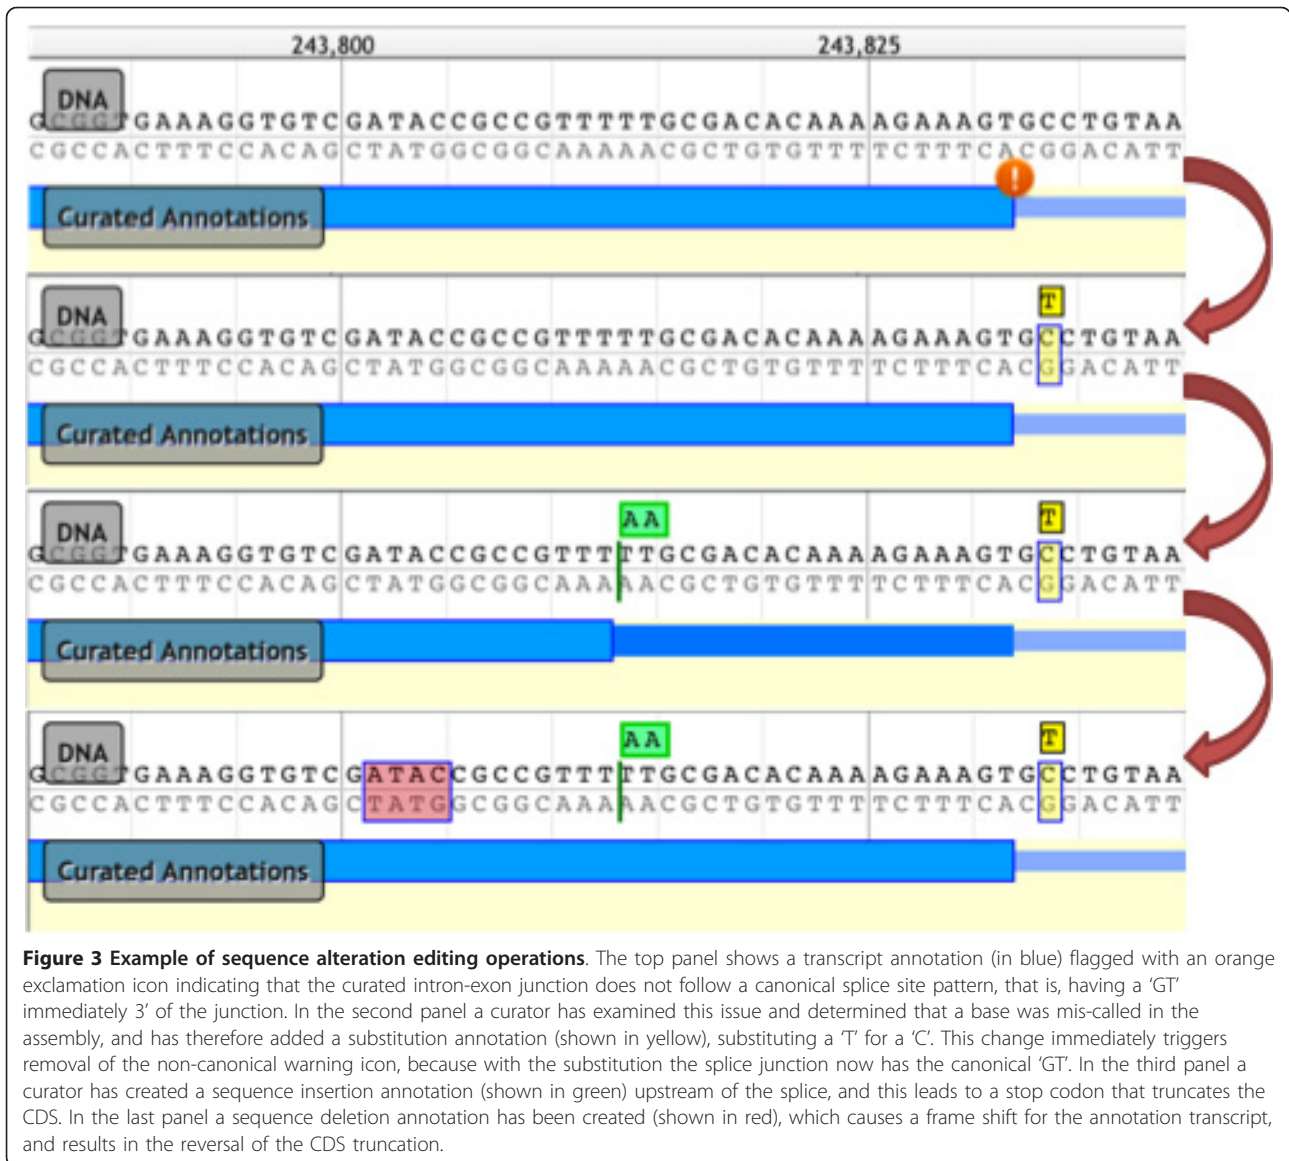 243,800 243,825
DNA
GCGGTGAAAGGTGTCGATACCGCCGTTTTTGCGACACAAAAGAAAGTGCCTGTAA
CGCCACTTTCCACAGCTATGGCGGCAAAAACGCTGTGTTTTCTTTCACGGACATT
!
Curated Annotations
DNA
T
GCGGTGAAAGGTGTCGATACCGCCGTTTTTGCGACACAAAAGAAAGTGCCTGTAA
CGCCACTTTCCACAGCTATGGCGGCAAAAACGCTGTGTTTTCTTTCACGGACATT
Curated Annotations
DNA
AA T
GCGGTGAAAGGTGTCGATACCGCCGTTTTTGCGACACAAAAGAAAGTGCCTGTAA
CGCCACTTTCCACAGCTATGGCGGCAAAAACGCTGTGTTTTCTTTCACGGACATT
Curated Annotations
DNA
AA T
GCGGTGAAAGGTGTCGATACCGCCGTTTTTGCGACACAAAAGAAAGTGCCTGTAA
CGCCACTTTCCACAGCTATGGCGGCAAAAACGCTGTGTTTTCTTTCACGGACATT
Curated Annotations
Figure 3 Example of sequence alteration editing operations. The top panel shows a transcript annotation (in blue) flagged with an orange
exclamation icon indicating that the curated intron-exon junction does not follow a canonical splice site pattern, that is, having a ‘GT’
immediately 3’ of the junction. In the second panel a curator has examined this issue and determined that a base was mis-called in the
assembly, and has therefore added a substitution annotation (shown in yellow), substituting a ‘T’ for a ‘C’. This change immediately triggers
removal of the non-canonical warning icon, because with the substitution the splice junction now has the canonical ‘GT’. In the third panel a
curator has created a sequence insertion annotation (shown in green) upstream of the splice, and this leads to a stop codon that truncates the
CDS. In the last panel a sequence deletion annotation has been created (shown in red), which causes a frame shift for the annotation transcript,
and results in the reversal of the CDS truncation.